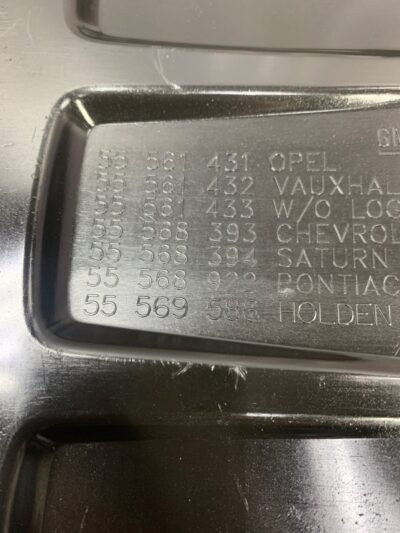 GM
55 561 431 OPEL
55 561 432 VAUXHAL
55 561 433 W/O LOG
55 568 393 CHEVROL
55 568 394 SATURN
55 568 PONTIAC
55 569 HOLDEN